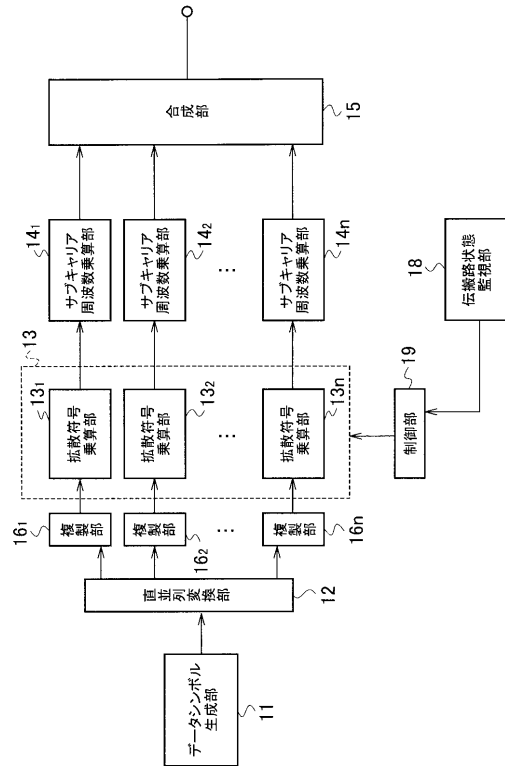 データシンボル
生成部
11
直並列変換部
12
16₁
複製部
複製部
16₂
…
複製部
16n
13
13₁
拡散符号
乗算部
拡散符号
乗算部
13₂
…
拡散符号
乗算部
13n
14₁
サブキャリア
周波数乗算部
サブキャリア
周波数乗算部
14₂
…
サブキャリア
周波数乗算部
14n
合成部
15
制御部
19
伝搬路状態
監視部
18